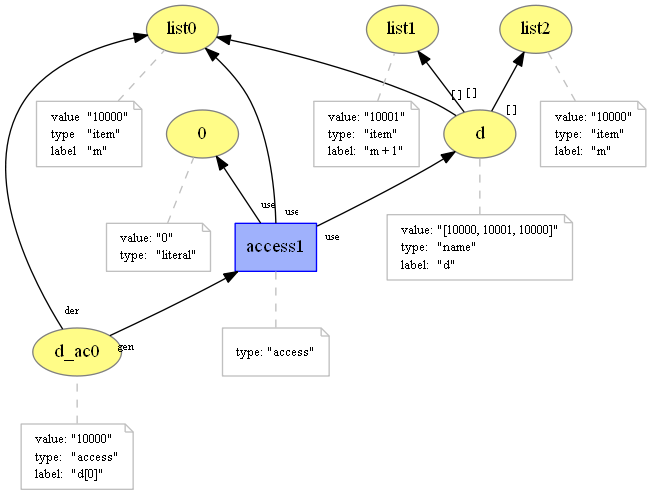 list0
list1
list2
value "10000"
type "item"
label "m"
0
value: "10001"
type: "item"
label: "m + 1"
[ ]
[ ]
[ ]
d
value: "10000"
type: "item"
label: "m"
value: "0"
type: "literal"
use
use
use
access1
value: "[10000, 10001, 10000]"
type: "name"
label: "d"
der
gen
d_ac0
type: "access"
value: "10000"
type: "access"
label: "d[0]"